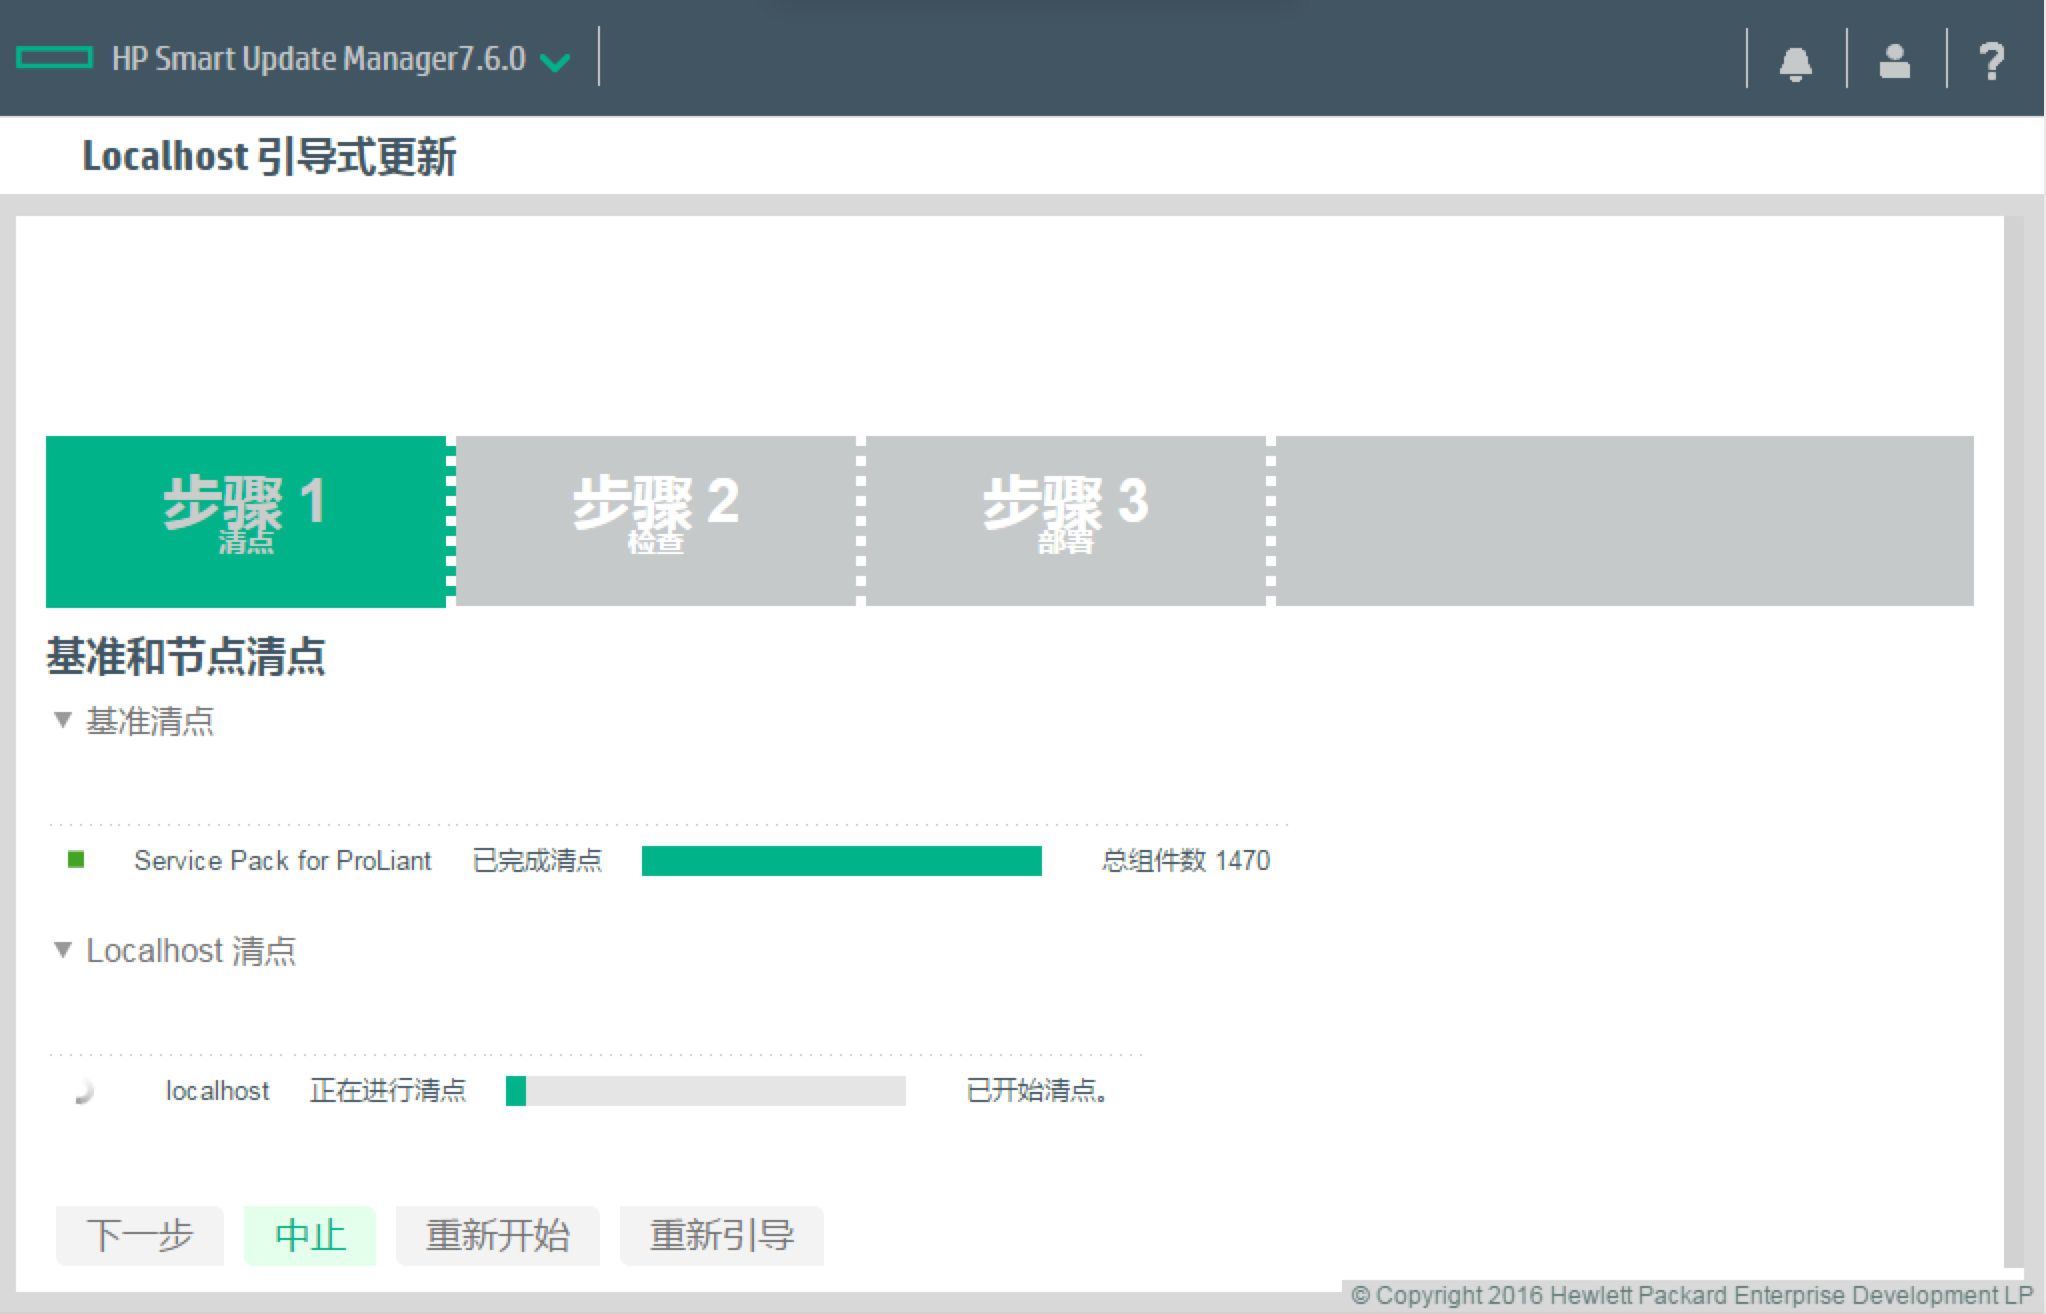 HP Smart Update Manager7.6.0
?
Localhost 引导式更新
步骤 1
清点
步骤 2
检查
步骤 3
部署
基准和节点清点
基准清点
Service Pack for ProLiant 已完成清点 总组件数 1470
Localhost 清点
localhost 正在进行清点 已开始清点。
下一步 中止 重新开始 重新引导
© Copyright 2016 Hewlett Packard Enterprise Development LP